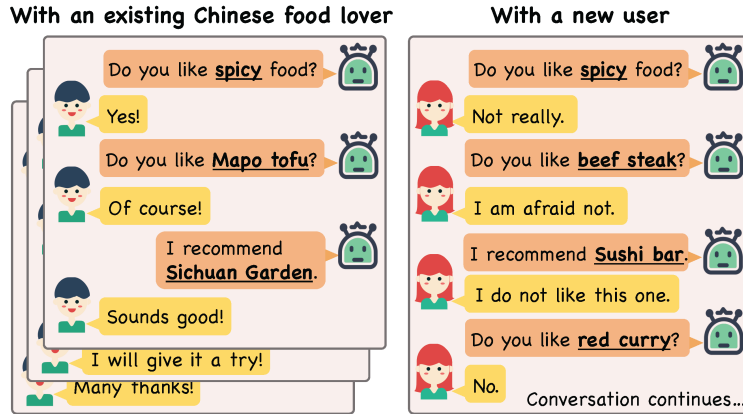 With an existing Chinese food lover
Do you like spicy food?
Yes!
Do you like Mapo tofu?
Of course!
I recommend
Sichuan Garden.
Sounds good!
I will give it a try!
Many thanks!
With a new user
Do you like spicy food?
Not really.
Do you like beef steak?
I am afraid not.
I recommend Sushi bar.
I do not like this one.
Do you like red curry?
No.
Conversation continues...